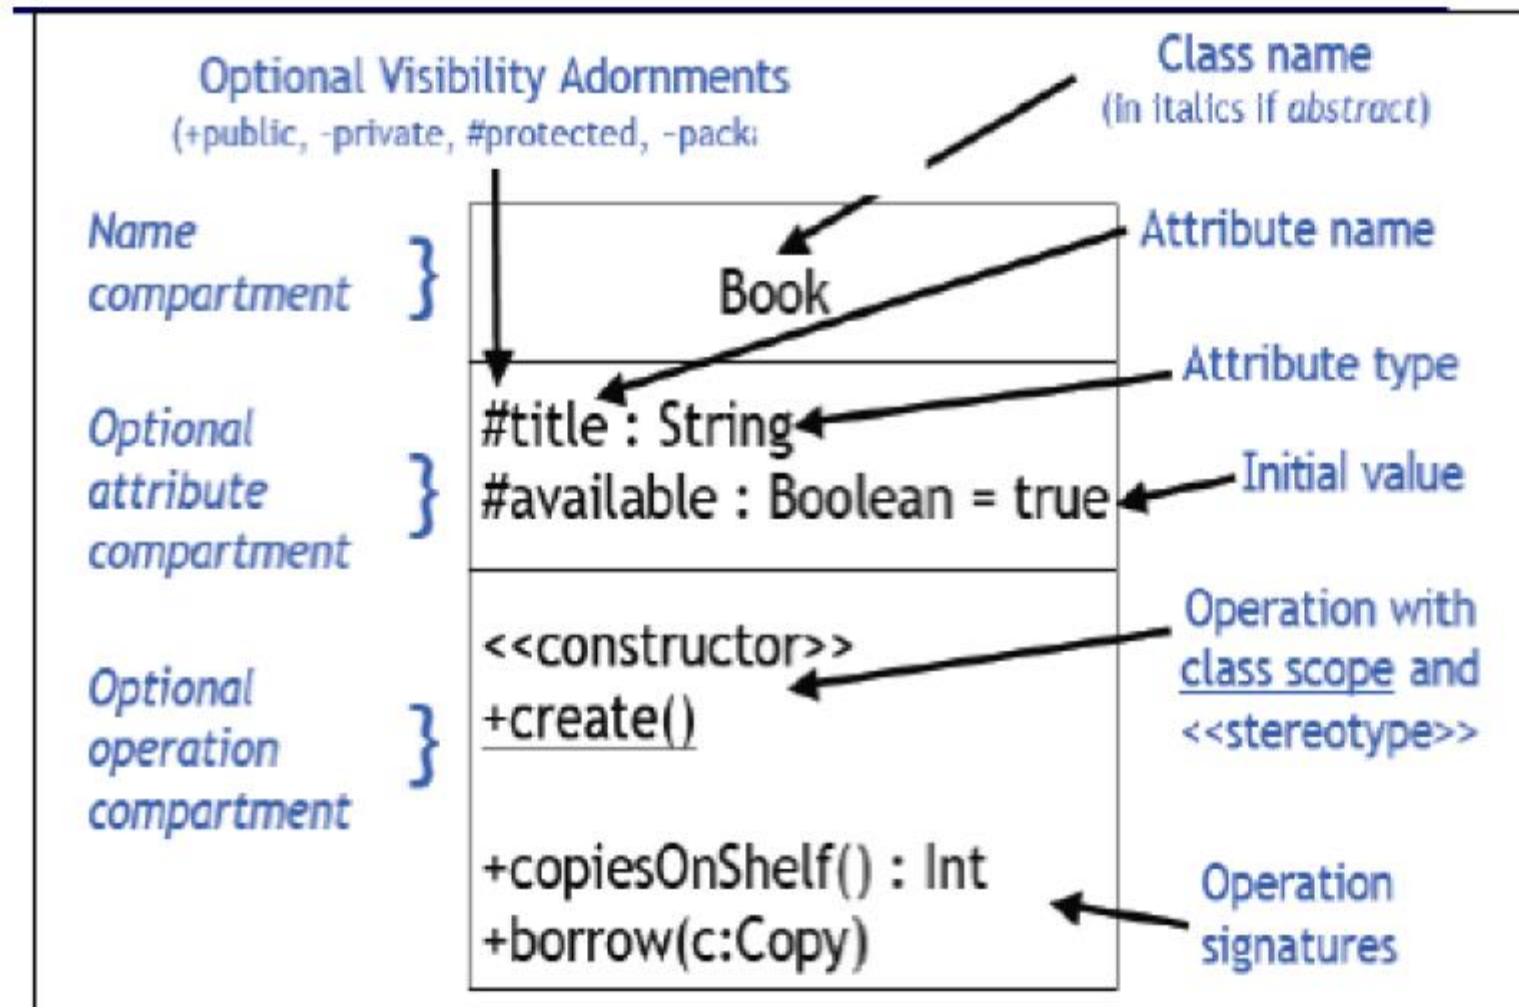 Optional Visibility Adornments
(+public, -private, #protected, -pack
Class name
(in italics if abstract)
Name
compartment
Book
Attribute name
Optional
attribute
compartment
#title : String
#available : Boolean = true
Attribute type
Initial value
Optional
operation
compartment
<<constructor>>
+create()
+copiesOnShelf() : Int
+borrow(c:Copy)
Operation with
class scope and
<<stereotype>>
Operation
signatures